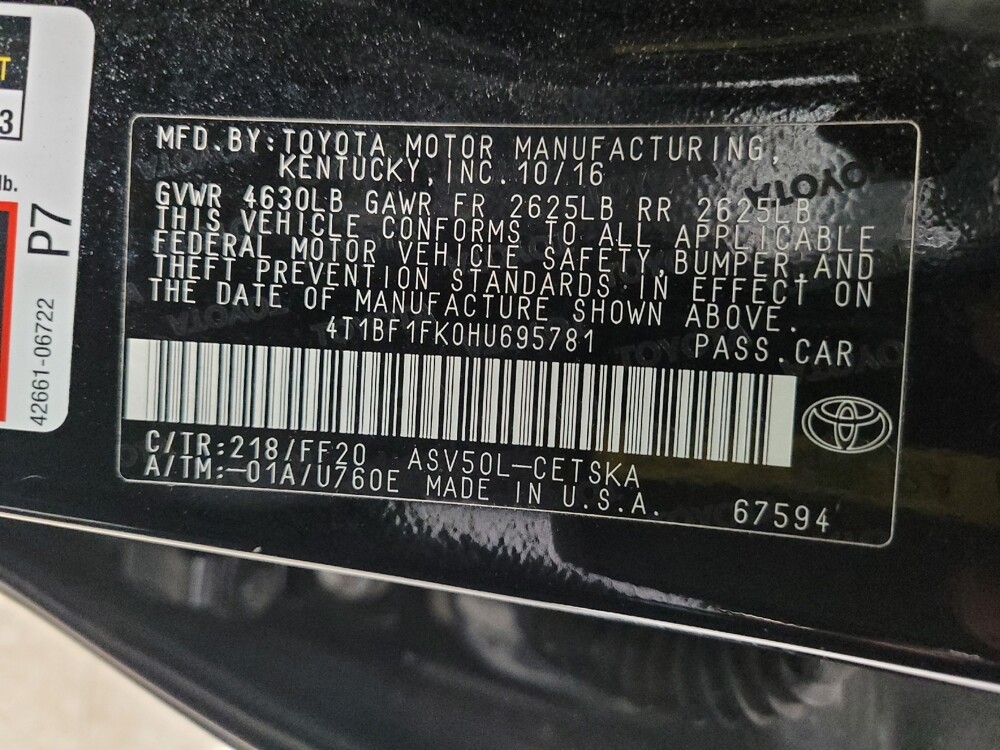 T
3
lb.
P7
42661-06722
MFD.BY:TOYOTA MOTOR MANUFACTURING,
KENTUCKY,INC.10/16
GVWR 4630LB GAWR FR 2625LB RR 2625LB
THIS VEHICLE CONFORMS TO ALL APPLICABLE
FEDERAL MOTOR VEHICLE SAFETY,BUMPER,AND
THEFT PREVENTION STANDARDS IN EFFECT ON
THE DATE OF MANUFACTURE SHOWN ABOVE.
4T1BF1FK0HU695781 PASS.CAR
C/TR:218/FF20 ASV50L-CETSKA
A/TM:-01A/U760E MADE IN U.S.A. 67594
TOYOTA